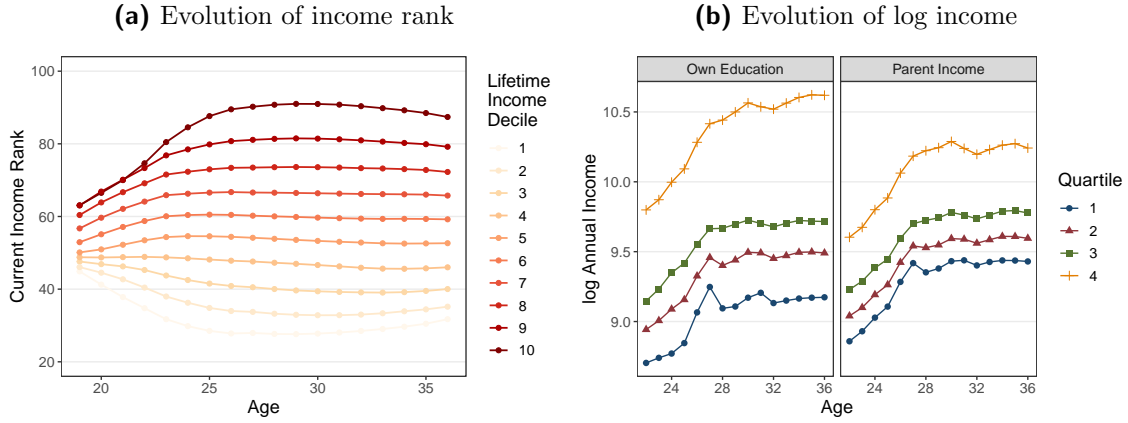 (a) Evolution of income rank
100
80
60
40
20
Current Income Rank
20 25 30 35
Age
Lifetime
Income
Decile
1
2
3
4
5
6
7
8
9
10
(b) Evolution of log income
Own Education
Parent Income
10.5
10.0
9.5
9.0
log Annual Income
24 28 32 36
24 28 32 36
Age
Quartile
1
2
3
4